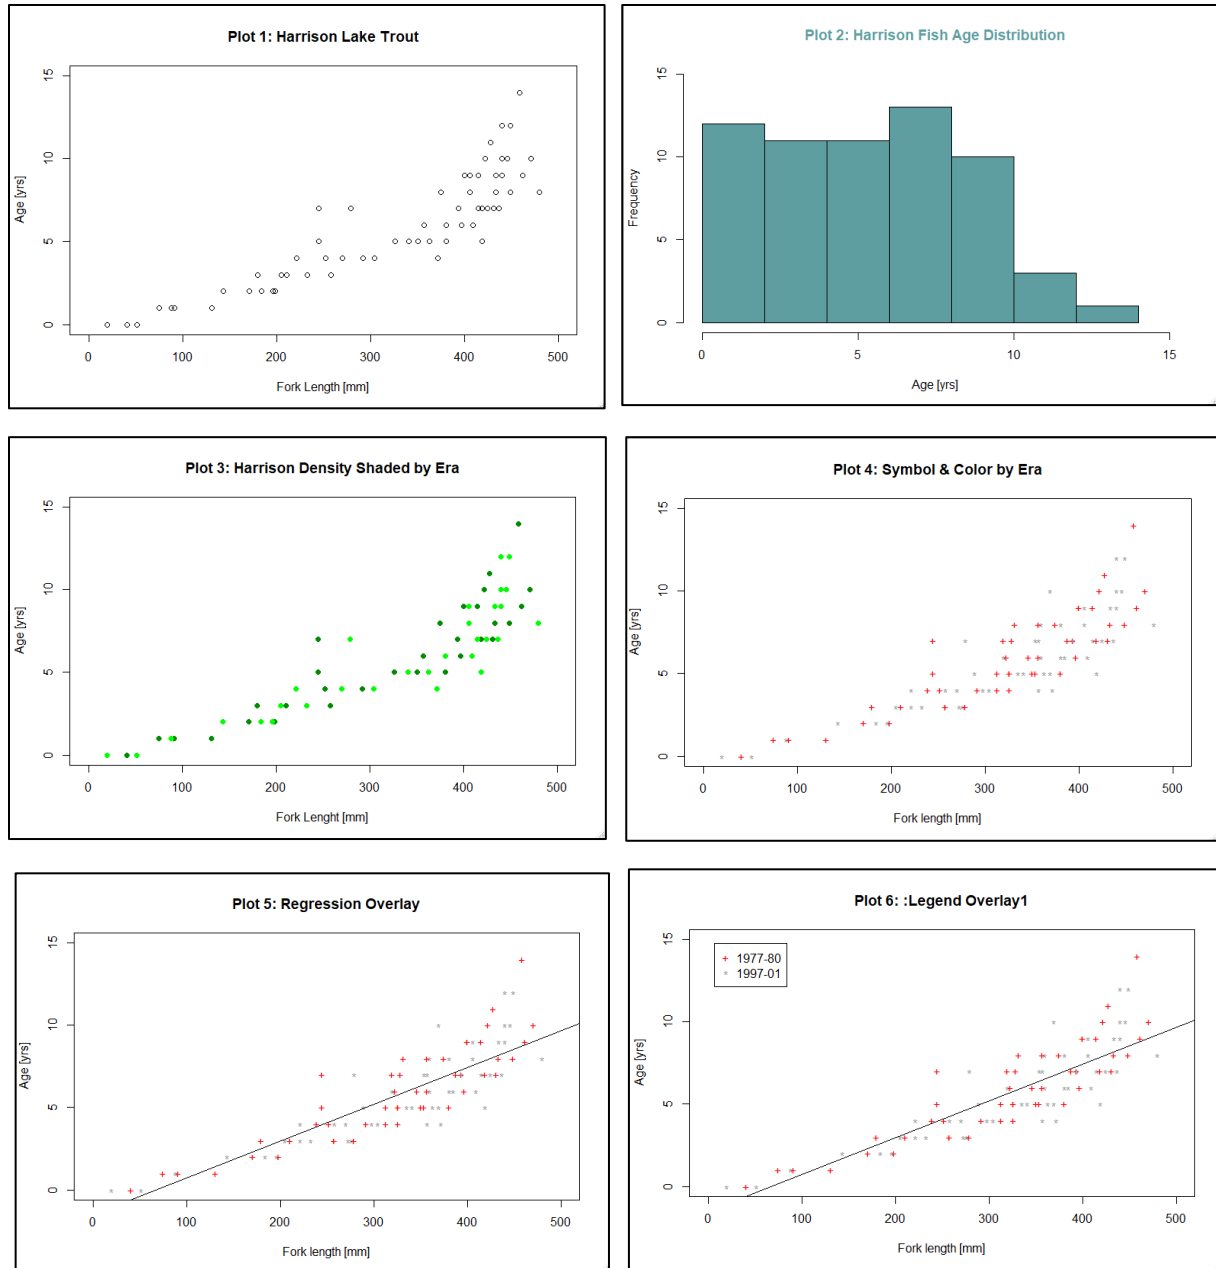 Plot 1: Harrison Lake Trout
15
10
5
0
Age [yrs]
0 100 200 300 400 500
Fork Length [mm]
Plot 2: Harrison Fish Age Distribution
15
10
5
0
Frequency
0 5 10 15
Age [yrs]
Plot 3: Harrison Density Shaded by Era
15
10
5
0
Age [yrs]
0 100 200 300 400 500
Fork Lenght [mm]
Plot 4: Symbol & Color by Era
15
10
5
0
Age [yrs]
0 100 200 300 400 500
Fork length [mm]
Plot 5: Regression Overlay
15
10
5
0
Age [yrs]
0 100 200 300 400 500
Fork length [mm]
Plot 6: :Legend Overlay1
1977-80
1997-01
15
10
5
0
Age [yrs]
0 100 200 300 400 500
Fork length [mm]